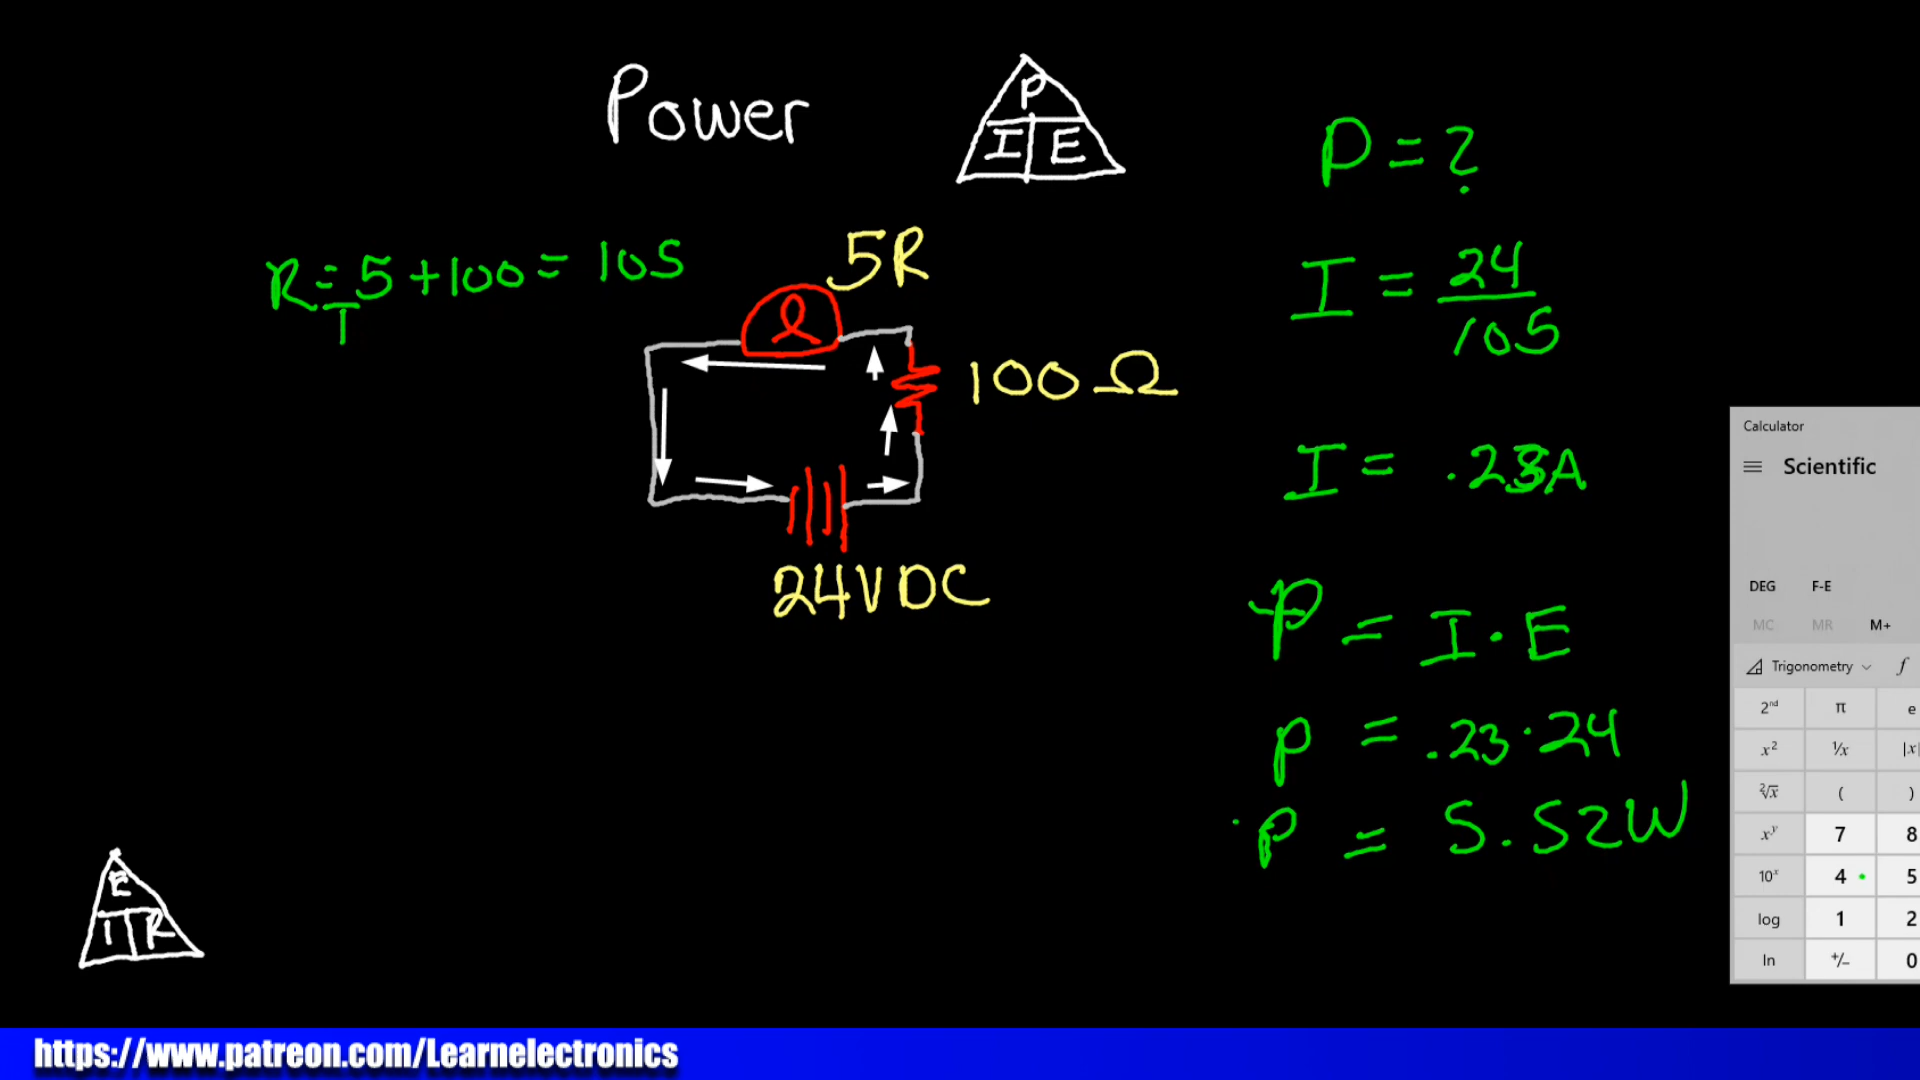 Power
P
I E
P = ?
R = 5 + 100 = 105
T
5R
I = 24
105
100 Ω
I = .23A
24VDC
P = I · E
P = .23 · 24
P = 5.52W
E
I R
Calculator
Scientific
DEG F-E
MC MR M+
Trigonometry f
2nd π e
x² 1/x |x|
²√x ( )
xʸ 7 8
10ˣ 4 5
log 1 2
ln +/- 0
https://www.patreon.com/Learnelectronics